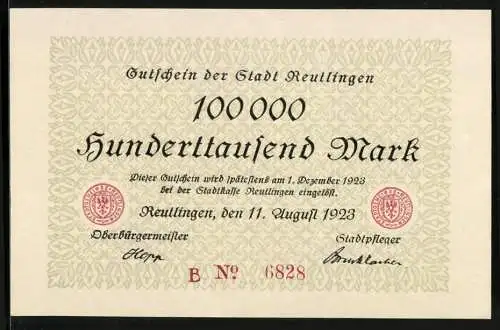 Gutschein der Stadt Reutlingen
100 000
Hunderttausend Mark
Dieser Gutschein wird spätestens am 1. Dezember 1923
bei der Stadtkasse Reutlingen eingelöst.
Reutlingen, den 11. August 1923
Oberbürgermeister Stadtpfleger
Hepp
B No 6828